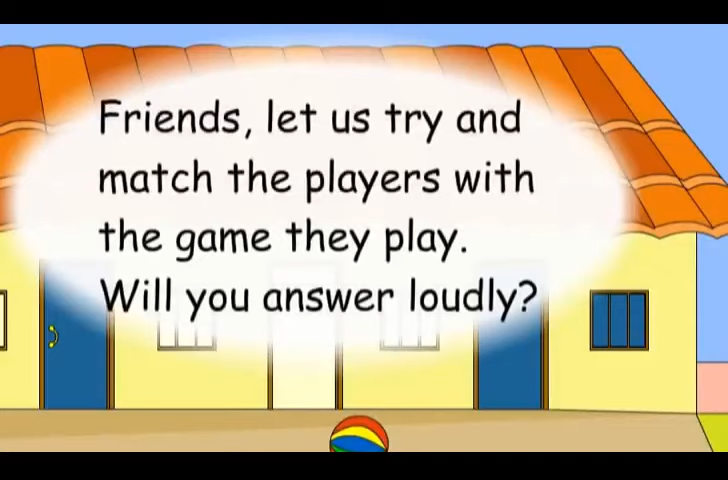 Friends, let us try and
match the players with
the game they play.
Will you answer loudly?